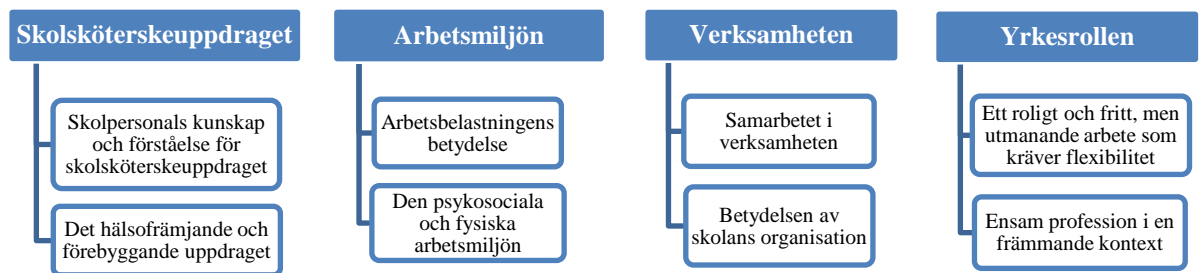 Skolsköterskeuppdraget
Skolpersonals kunskap
och förståelse för
skolsköterskeuppdraget
Det hälsofrämjande och
förebyggande uppdraget
Arbetsmiljön
Arbetsbelastningens
betydelse
Den psykosociala
och fysiska
arbetsmiljön
Verksamheten
Samarbetet i
verksamheten
Betydelsen av
skolans organisation
Yrkesrollen
Ett roligt och fritt, men
utmanande arbete som
kräver flexibilitet
Ensam profession i en
främmande kontext